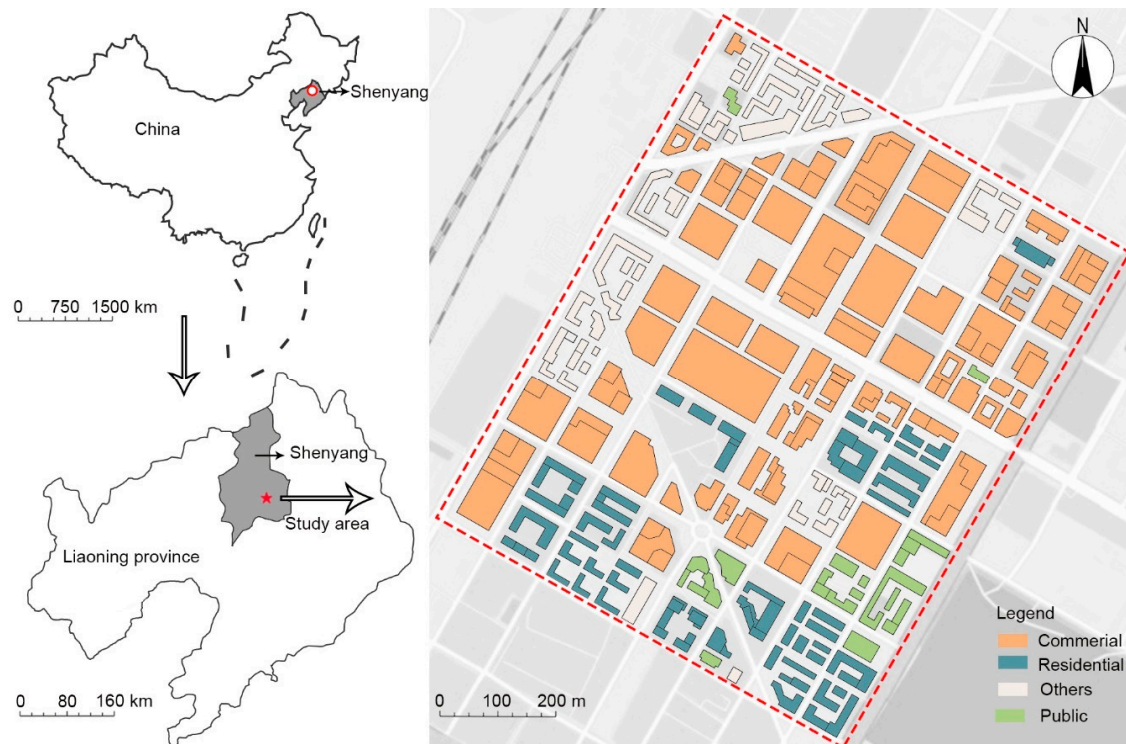 China
Shenyang
0 750 1500 km
Shenyang
Study area
Liaoning province
0 80 160 km
N
Legend
Commerial
Residential
Others
Public
0 100 200 m